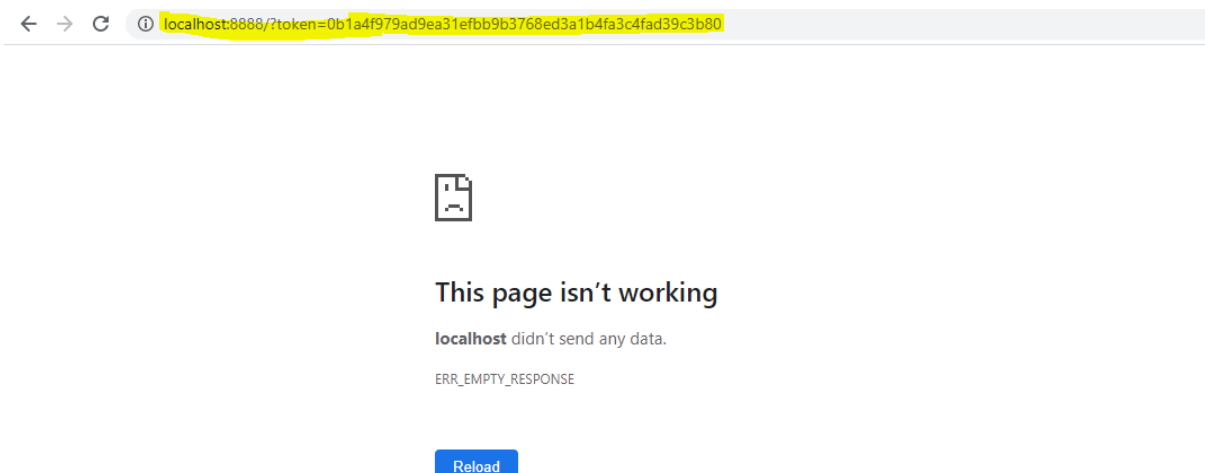 localhost:8888/?token=0b1a4f979ad9ea31efbb9b3768ed3a1b4fa3c4fad39c3b80
This page isn’t working
localhost didn’t send any data.
ERR_EMPTY_RESPONSE
Reload